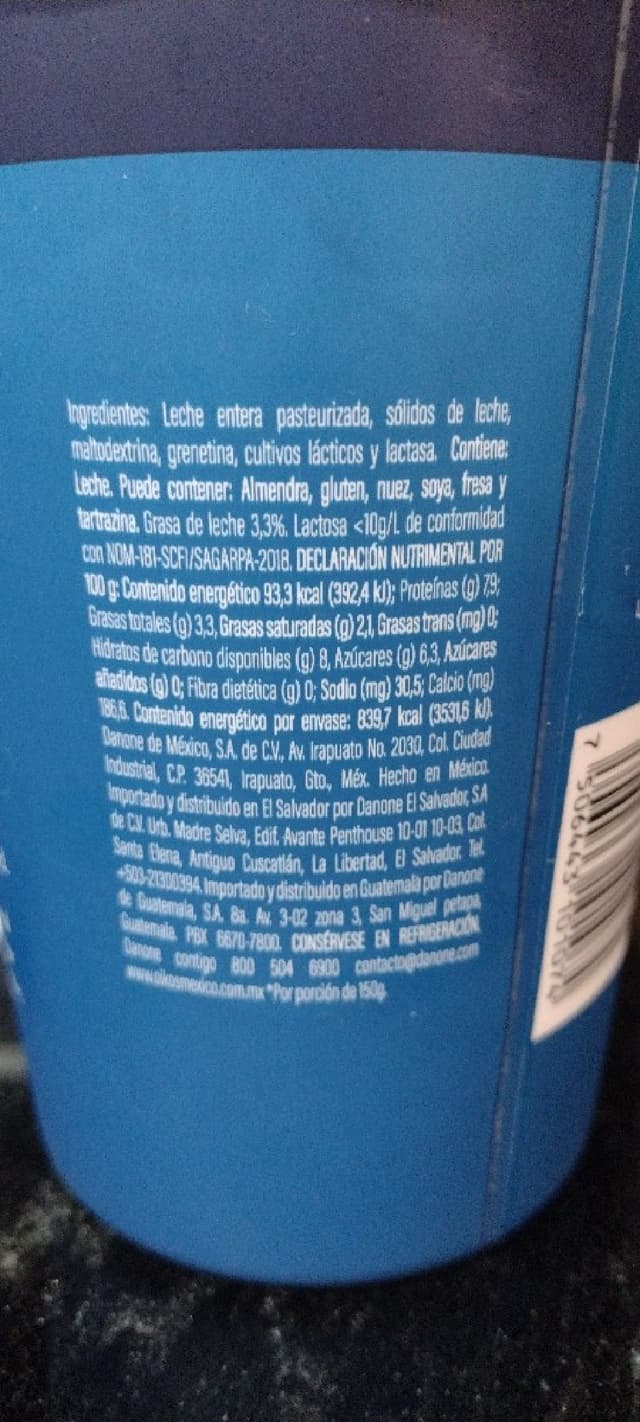 Ingredientes: Leche entera pasteurizada, sólidos de leche,
maltodextrina, grenetina, cultivos lácticos y lactasa. Contiene:
Leche. Puede contener: Almendra, gluten, nuez, soya, fresa y
tartrazina. Grasa de leche 3,3%. Lactosa <10g/L de conformidad
con NOM-181-SCFI/SAGARPA-2018. DECLARACIÓN NUTRIMENTAL POR
100 g: Contenido energético 93,3 kcal (392,4 kJ); Proteínas (g) 7,9;
Grasas totales (g) 3,3, Grasas saturadas (g) 2,1, Grasas trans (mg) 0;
Hidratos de carbono disponibles (g) 8, Azúcares (g) 6,3, Azúcares
añadidos (g) 0; Fibra dietética (g) 0; Sodio (mg) 30,5; Calcio (mg)
186,6. Contenido energético por envase: 839,7 kcal (3531,6 kJ).
Danone de México, S.A. de C.V., Av. Irapuato No. 2030, Col. Ciudad
Industrial, C.P. 36541, Irapuato, Gto., Méx. Hecho en México.
Importado y distribuido en El Salvador por Danone El Salvador, S.A
de C.V. Urb. Madre Selva, Edif. Avante Penthouse 10-01 10-03, Col.
Santa Elena, Antiguo Cuscatlán, La Libertad, El Salvador. Tel.
+503-21300394. Importado y distribuido en Guatemala por Danone
de Guatemala, S.A. 8a. Av. 3-02 zona 3, San Miguel petapa,
Guatemala. PBX 6670-7800. CONSÉRVESE EN REFRIGERACIÓN
Danone contigo 800 504 6900 contacto@danone.com
www.oikosmexico.com.mx *Por porción de 150g.